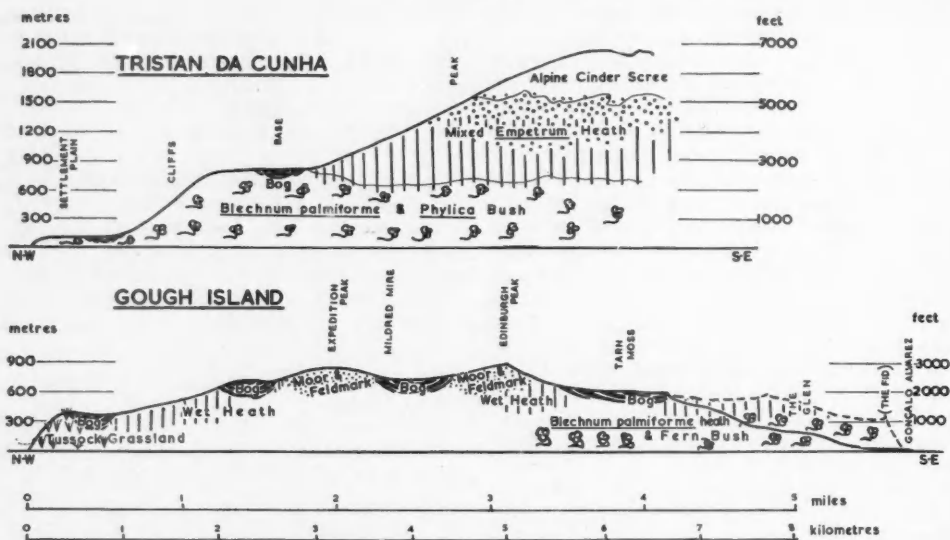 metres
feet
2100
7000
TRISTAN DA CUNHA
1800
PEAK
Alpine Cinder Scree
1500
5000
Mixed Empetrum Heath
1200
SETTLEMENT PLAIN
CLIFFS
BASE
900
3000
Bog
600
Blechnum palmiforme & Phylica Bush
300
1000
0
N·W
S·E
GOUGH ISLAND
EXPEDITION PEAK
MILDRED MIRE
EDINBURGH PEAK
TARN MOSS
metres
feet
900
3000
Moor & Feldmark
Moor & Feldmark
Bog
Bog
THE GLEN
(THE FID)
GONCALLO ALVAREZ
600
2000
Wet Heath
Wet Heath
Bog
300
Bog
Blechnum palmiforme heath
1000
Tussock Grassland
& Fern Bush
0
N·W
S·E
0 1 1 2 3 4 5 miles
0 1 2 3 4 5 6 7 8 kilometres